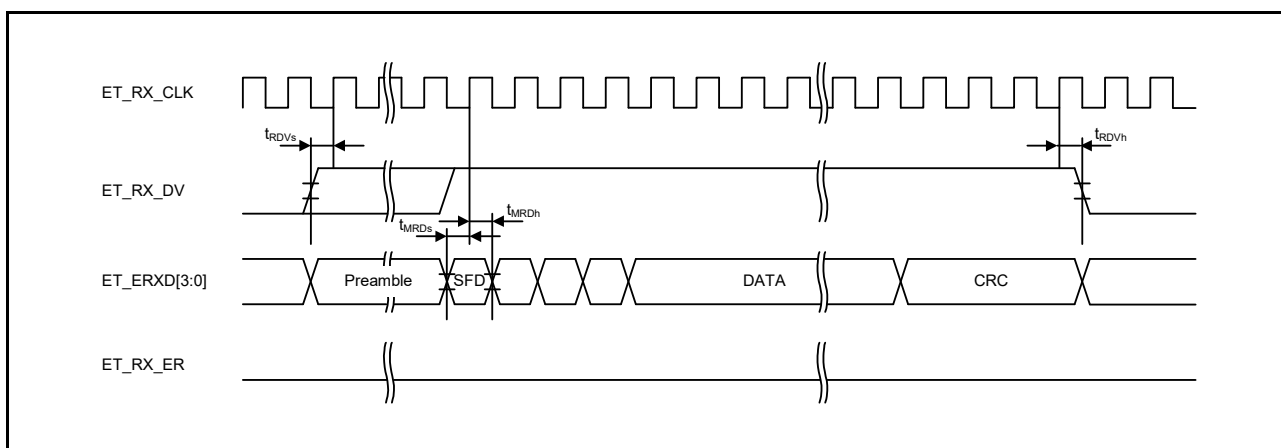 ET_RX_CLK
tRDVs
tRDVh
ET_RX_DV
tMRDh
tMRDs
ET_ERXD[3:0]
Preamble
SFD
DATA
CRC
ET_RX_ER